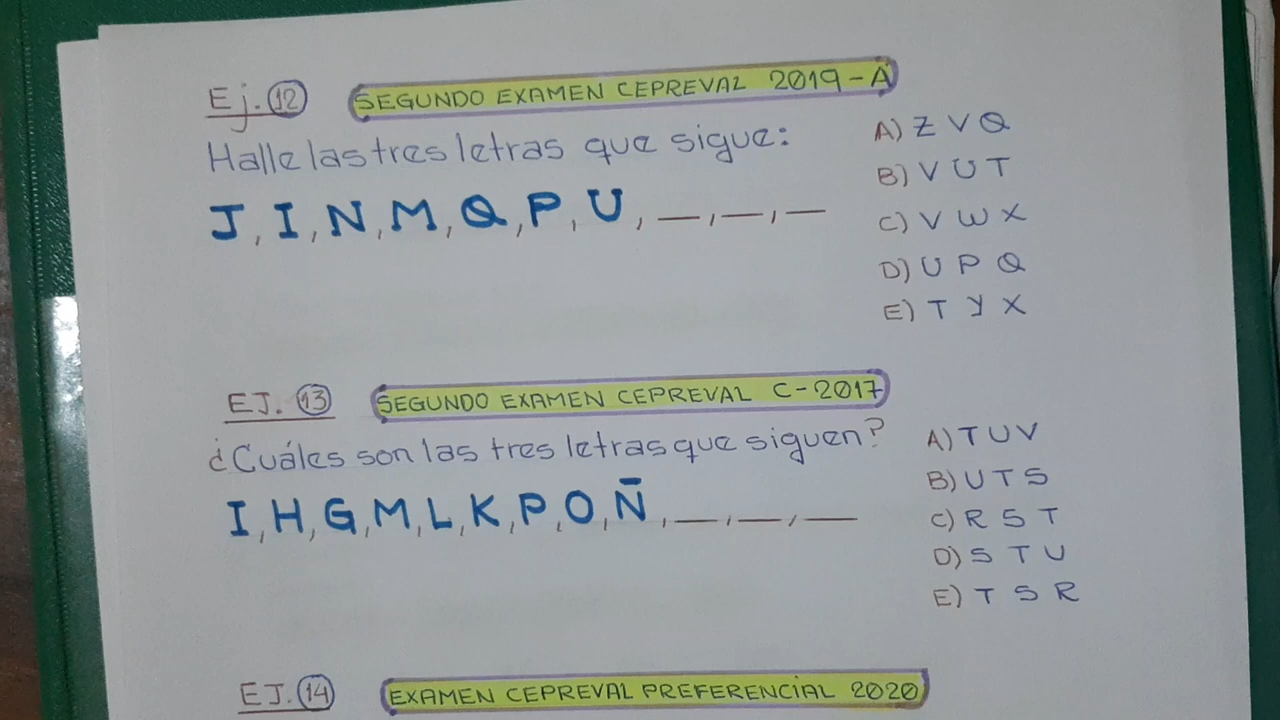 Ej. 12 SEGUNDO EXAMEN CEPREVAL 2019-A
Halle las tres letras que sigue:
J, I, N, M, Q, P, U, __, __, __
A) Z V Q
B) V U T
C) V W X
D) U P Q
E) T Y X
EJ. 13 SEGUNDO EXAMEN CEPREVAL C-2017
¿Cuáles son las tres letras que siguen?
I, H, G, M, L, K, P, O, Ñ, __, __, __
A) T U V
B) U T S
C) R S T
D) S T U
E) T S R
EJ. 14 EXAMEN CEPREVAL PREFERENCIAL 2020